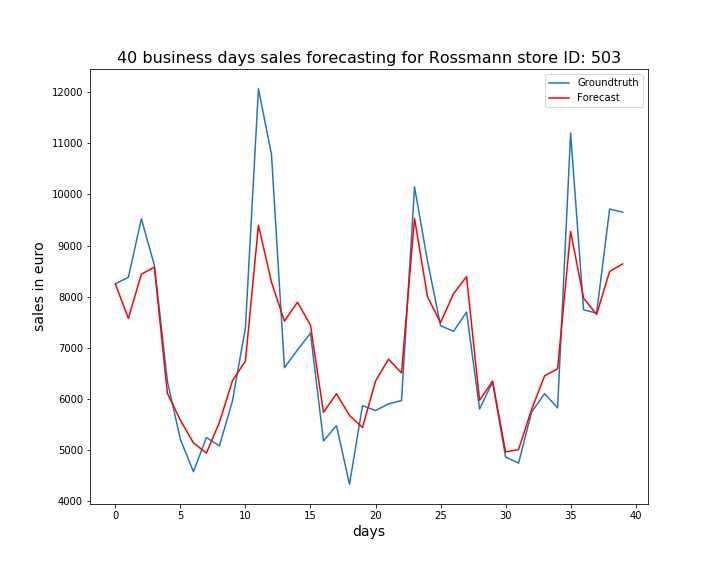 40 business days sales forecasting for Rossmann store ID: 503
Groundtruth
Forecast
12000
11000
10000
9000
8000
7000
6000
5000
4000
sales in euro
0 5 10 15 20 25 30 35 40
days